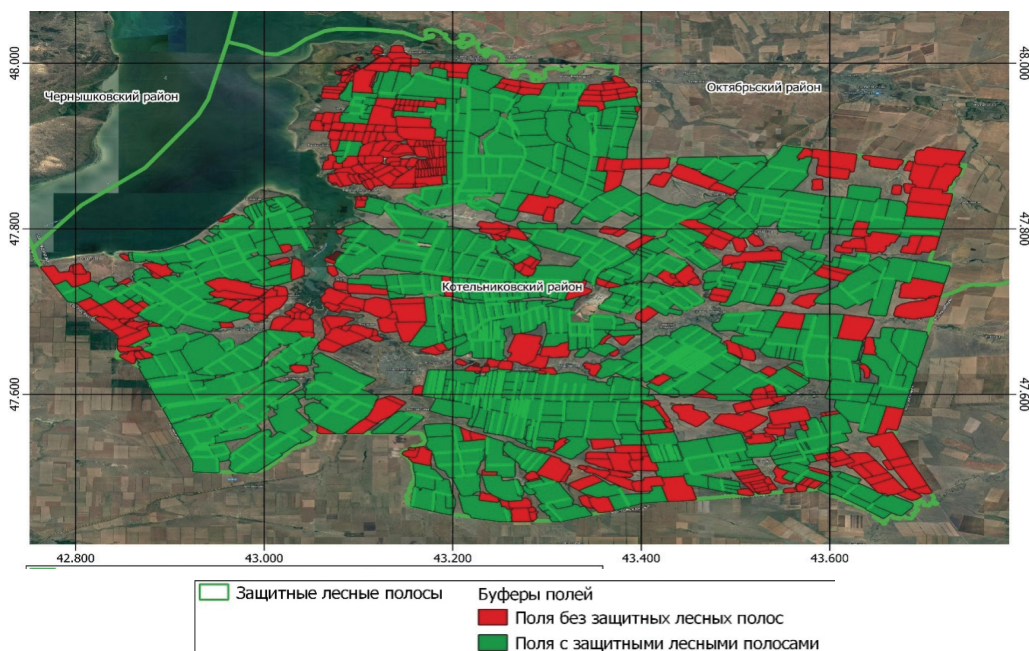 48.000
48.000
Чернышковский район
Октябрьский район
47.800
47.800
Котельниковский район
47.600
47.600
42.800
43.000
43.200
43.400
43.600
Защитные лесные полосы
Буферы полей
Поля без защитных лесных полос
Поля с защитными лесными полосами